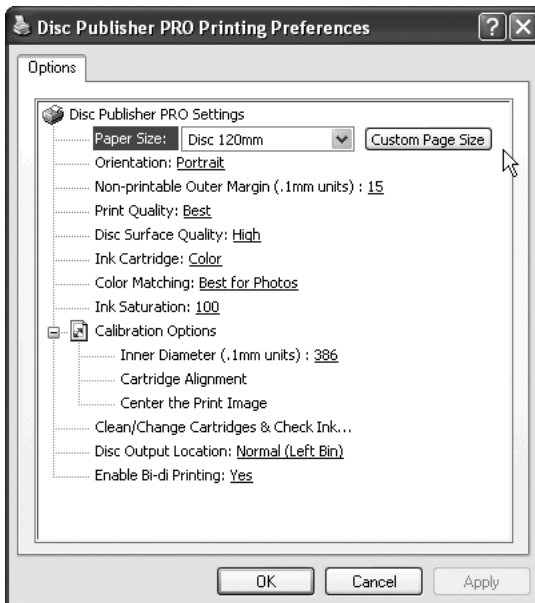 Disc Publisher PRO Printing Preferences
Options
Disc Publisher PRO Settings
Paper Size: Disc 120mm Custom Page Size
Orientation: Portrait
Non-printable Outer Margin (.1mm units) : 15
Print Quality: Best
Disc Surface Quality: High
Ink Cartridge: Color
Color Matching: Best for Photos
Ink Saturation: 100
Calibration Options
Inner Diameter (.1mm units) : 386
Cartridge Alignment
Center the Print Image
Clean/Change Cartridges & Check Ink...
Disc Output Location: Normal (Left Bin)
Enable Bi-di Printing: Yes
OK Cancel Apply